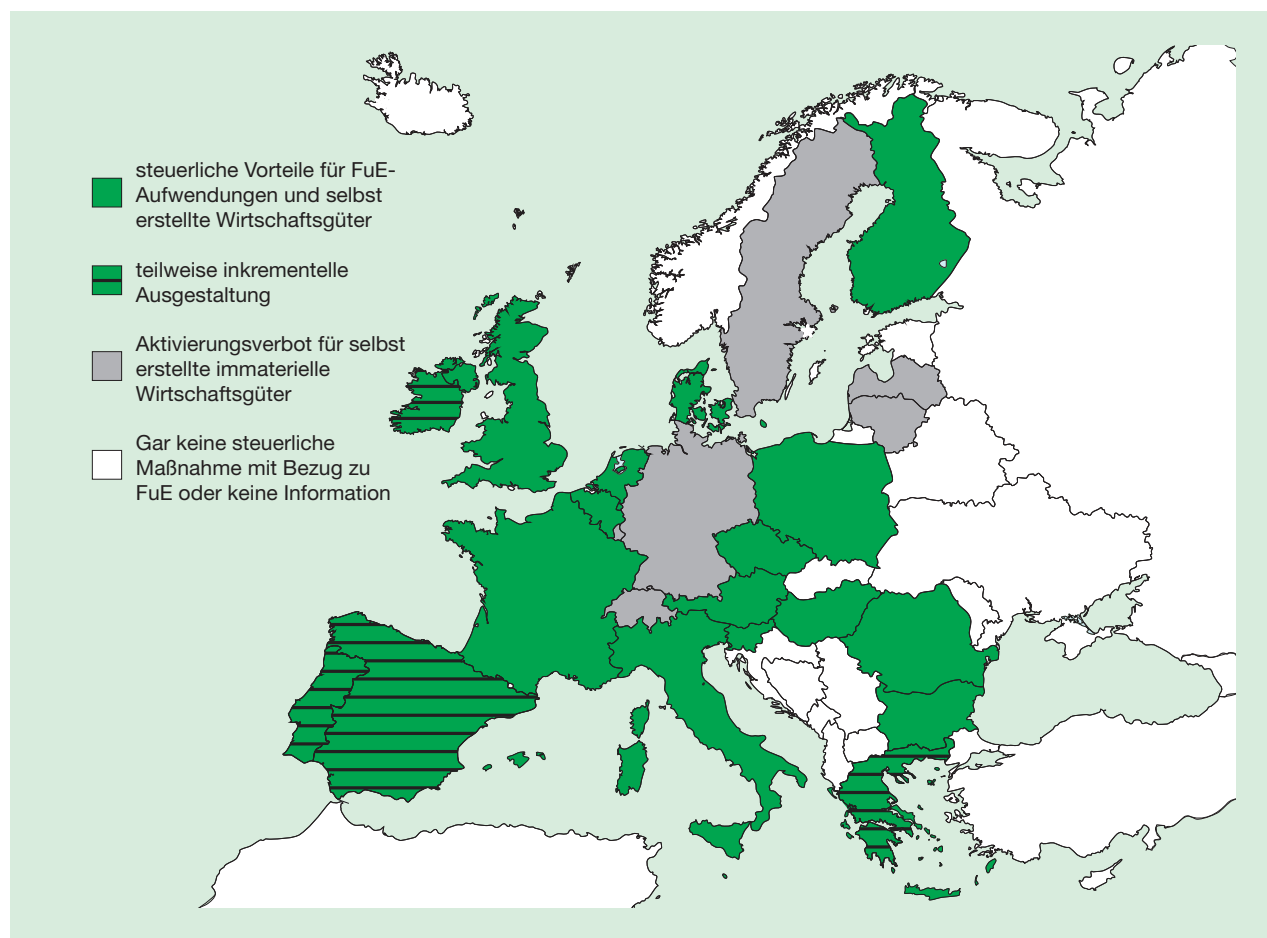 steuerliche Vorteile für FuE-
Aufwendungen und selbst
erstellte Wirtschaftsgüter
teilweise inkrementelle
Ausgestaltung
Aktivierungsverbot für selbst
erstellte immaterielle
Wirtschaftsgüter
Gar keine steuerliche
Maßnahme mit Bezug zu
FuE oder keine Information